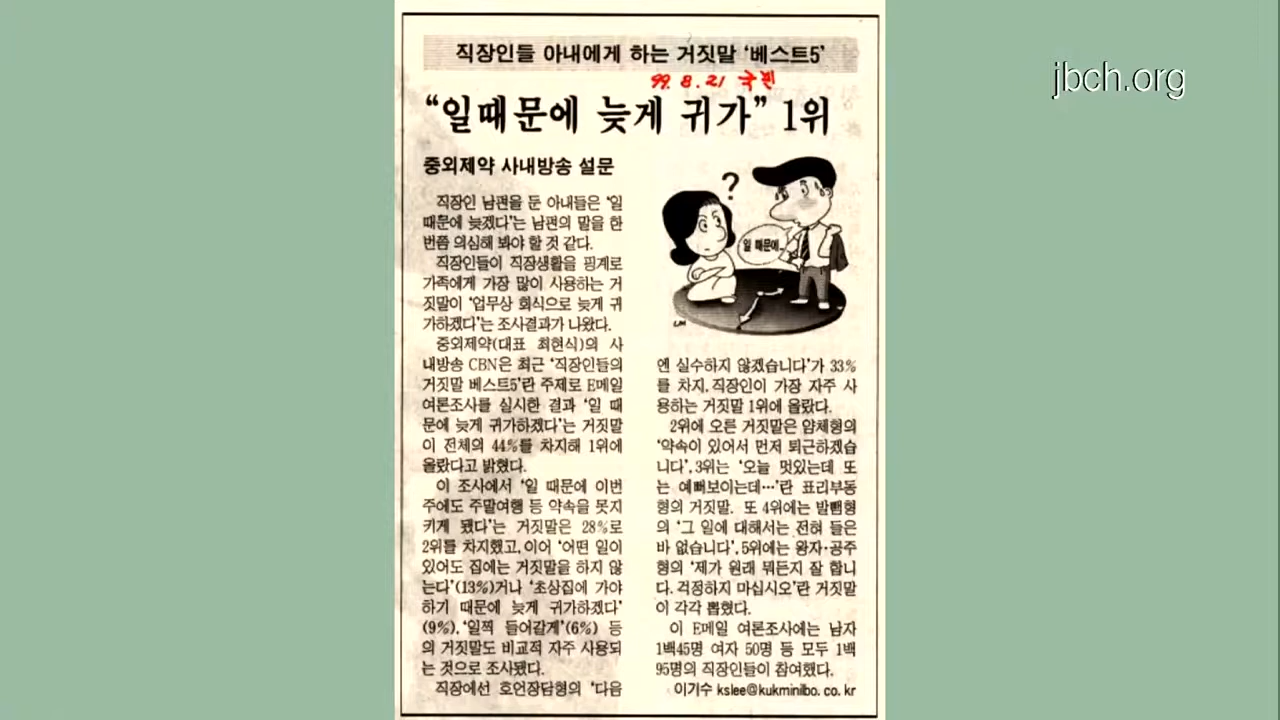 직장인들 아내에게 하는 거짓말 ‘베스트5’
99. 8. 21 국민
“일때문에 늦게 귀가” 1위
중외제약 사내방송 설문
직장인 남편을 둔 아내들은 ‘일
때문에 늦겠다’는 남편의 말을 한
번쯤 의심해 봐야 할 것 같다.
직장인들이 직장생활을 핑계로
가족에게 가장 많이 사용하는 거
짓말이 ‘업무상 회식으로 늦게 귀
가하겠다’는 조사결과가 나왔다.
중외제약(대표 최현식)의 사
내방송 CBN은 최근 ‘직장인들의
거짓말 베스트5’란 주제로 E메일
여론조사를 실시한 결과 ‘일 때
문에 늦게 귀가하겠다’는 거짓말
이 전체의 44%를 차지해 1위에
올랐다고 밝혔다.
이 조사에서 ‘일 때문에 이번
주에도 주말여행 등 약속을 못지
키게 됐다’는 거짓말은 28%로
2위를 차지했고, 이어 ‘어떤 일이
있어도 집에는 거짓말을 하지 않
는다’(13%)거나 ‘초상집에 가야
하기 때문에 늦게 귀가하겠다’
(9%), ‘일찍 들어갈게’(6%) 등
의 거짓말도 비교적 자주 사용되
는 것으로 조사됐다.
직장에선 호언장담형의 ‘다음
?
일 때문에...
엔 실수하지 않겠습니다’가 33%
를 차지, 직장인이 가장 자주 사
용하는 거짓말 1위에 올랐다.
2위에 오른 거짓말은 얌체형의
‘약속이 있어서 먼저 퇴근하겠습
니다’, 3위는 ‘오늘 멋있는데 또
는 예뻐보이는데…’란 표리부동
형의 거짓말. 또 4위에는 발뺌형
의 ‘그 일에 대해서는 전혀 들은
바 없습니다’, 5위에는 왕자·공주
형의 ‘제가 원래 뭐든지 잘 합니
다. 걱정하지 마십시오’란 거짓말
이 각각 뽑혔다.
이 E메일 여론조사에는 남자
1백45명 여자 50명 등 모두 1백
95명의 직장인들이 참여했다.
이기수 kslee@kukminilbo.co.kr
jbch.org